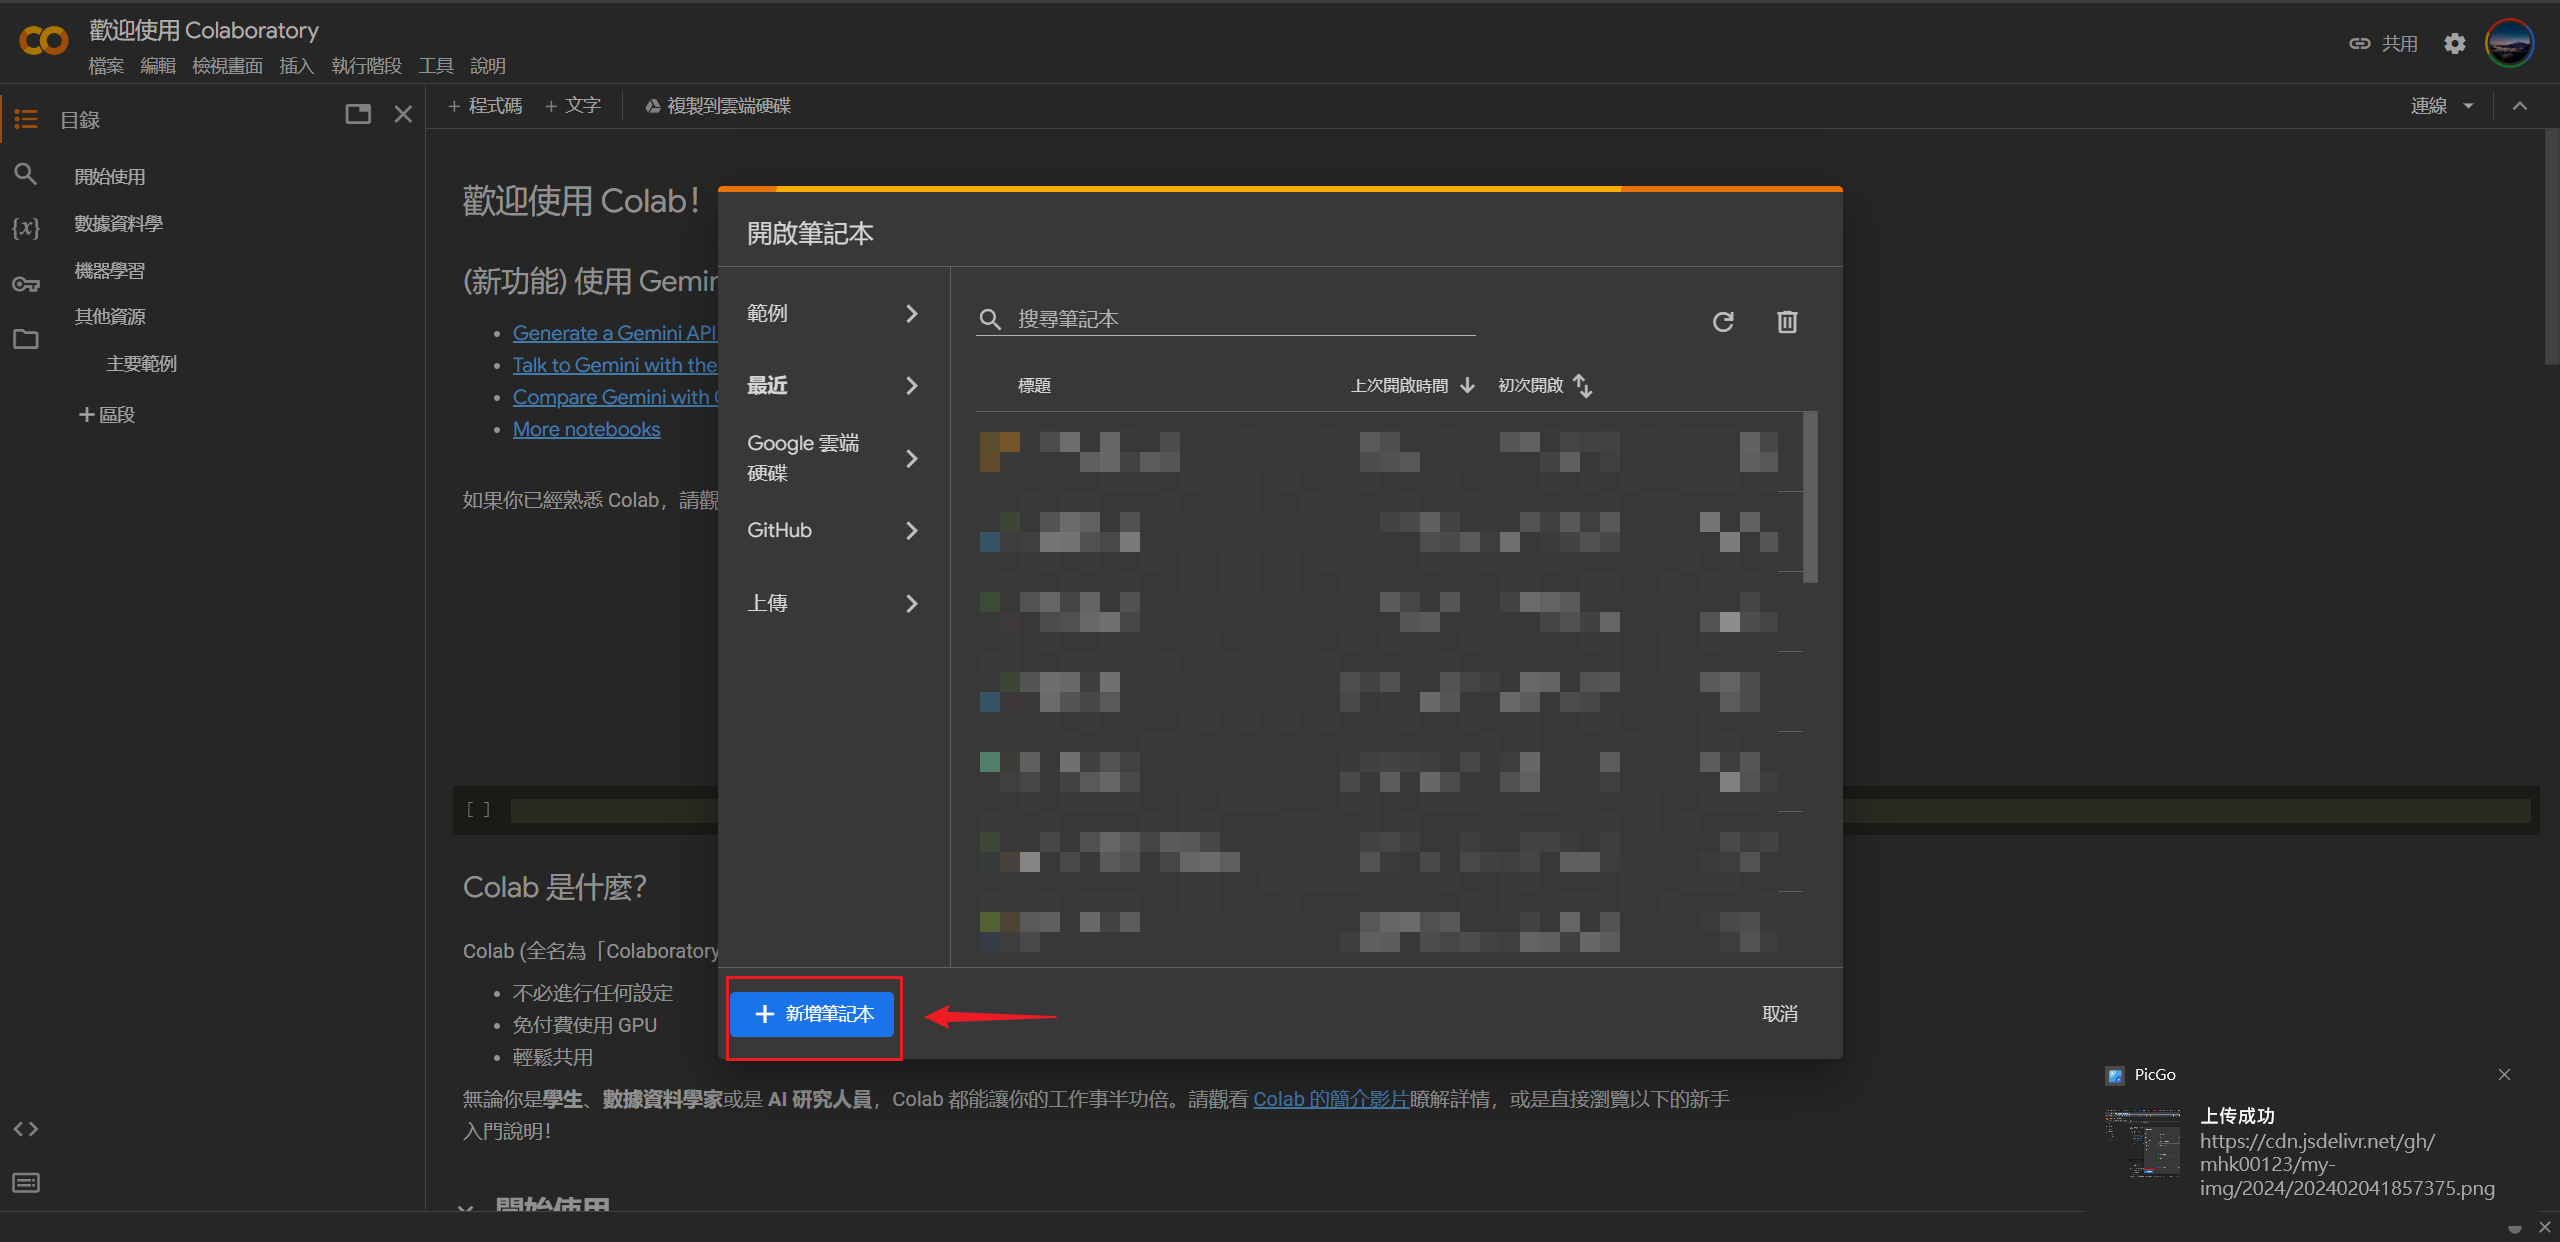 歡迎使用 Colaboratory
檔案 編輯 檢視畫面 插入 執行階段 工具 說明
共用
目錄
開始使用
數據資料學
機器學習
其他資源
主要範例
+ 區段
+ 程式碼 + 文字 複製到雲端硬碟
連線
歡迎使用 Colab！
(新功能) 使用 Gemin
Generate a Gemini API
Talk to Gemini with the
Compare Gemini with
More notebooks
如果你已經熟悉 Colab，請觀
[ ]
Colab 是什麼？
Colab (全名為「Colaboratory
不必進行任何設定
免付費使用 GPU
輕鬆共用
無論你是學生、數據資料學家或是 AI 研究人員，Colab 都能讓你的工作事半功倍。請觀看 Colab 的簡介影片瞭解詳情，或是直接瀏覽以下的新手
入門說明！
開始使用
開啟筆記本
範例
最近
Google 雲端
硬碟
GitHub
上傳
搜尋筆記本
標題 上次開啟時間 初次開啟
+ 新增筆記本
取消
PicGo
上传成功
https://cdn.jsdelivr.net/gh/
mhk00123/my-
img/2024/202402041857375.png